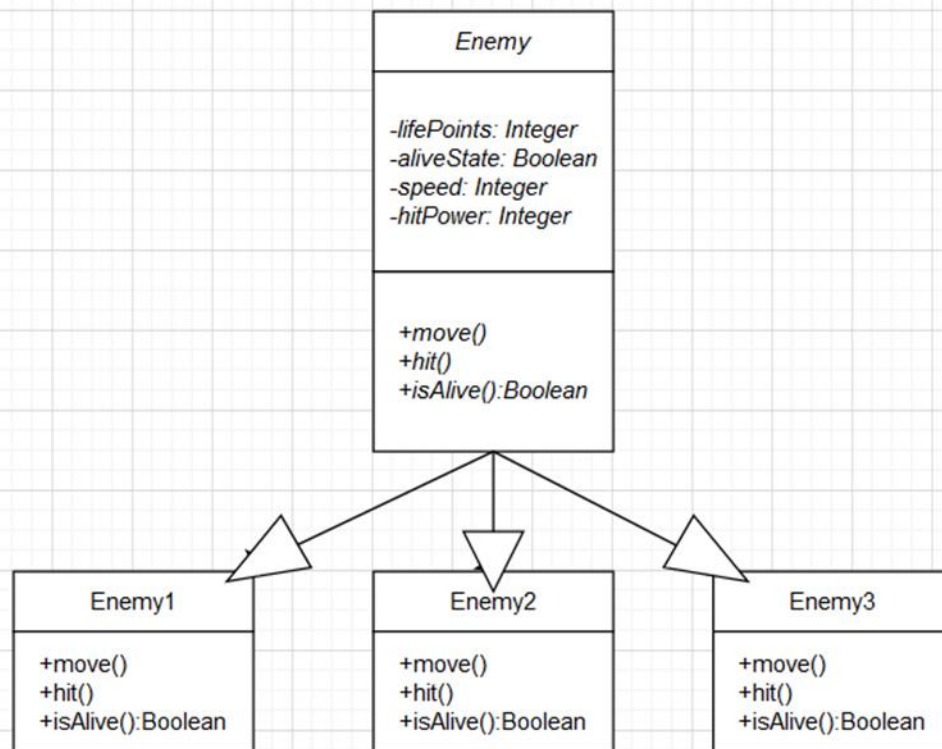 Enemy
-lifePoints: Integer
-aliveState: Boolean
-speed: Integer
-hitPower: Integer
+move()
+hit()
+isAlive():Boolean
Enemy1
+move()
+hit()
+isAlive():Boolean
Enemy2
+move()
+hit()
+isAlive():Boolean
Enemy3
+move()
+hit()
+isAlive():Boolean